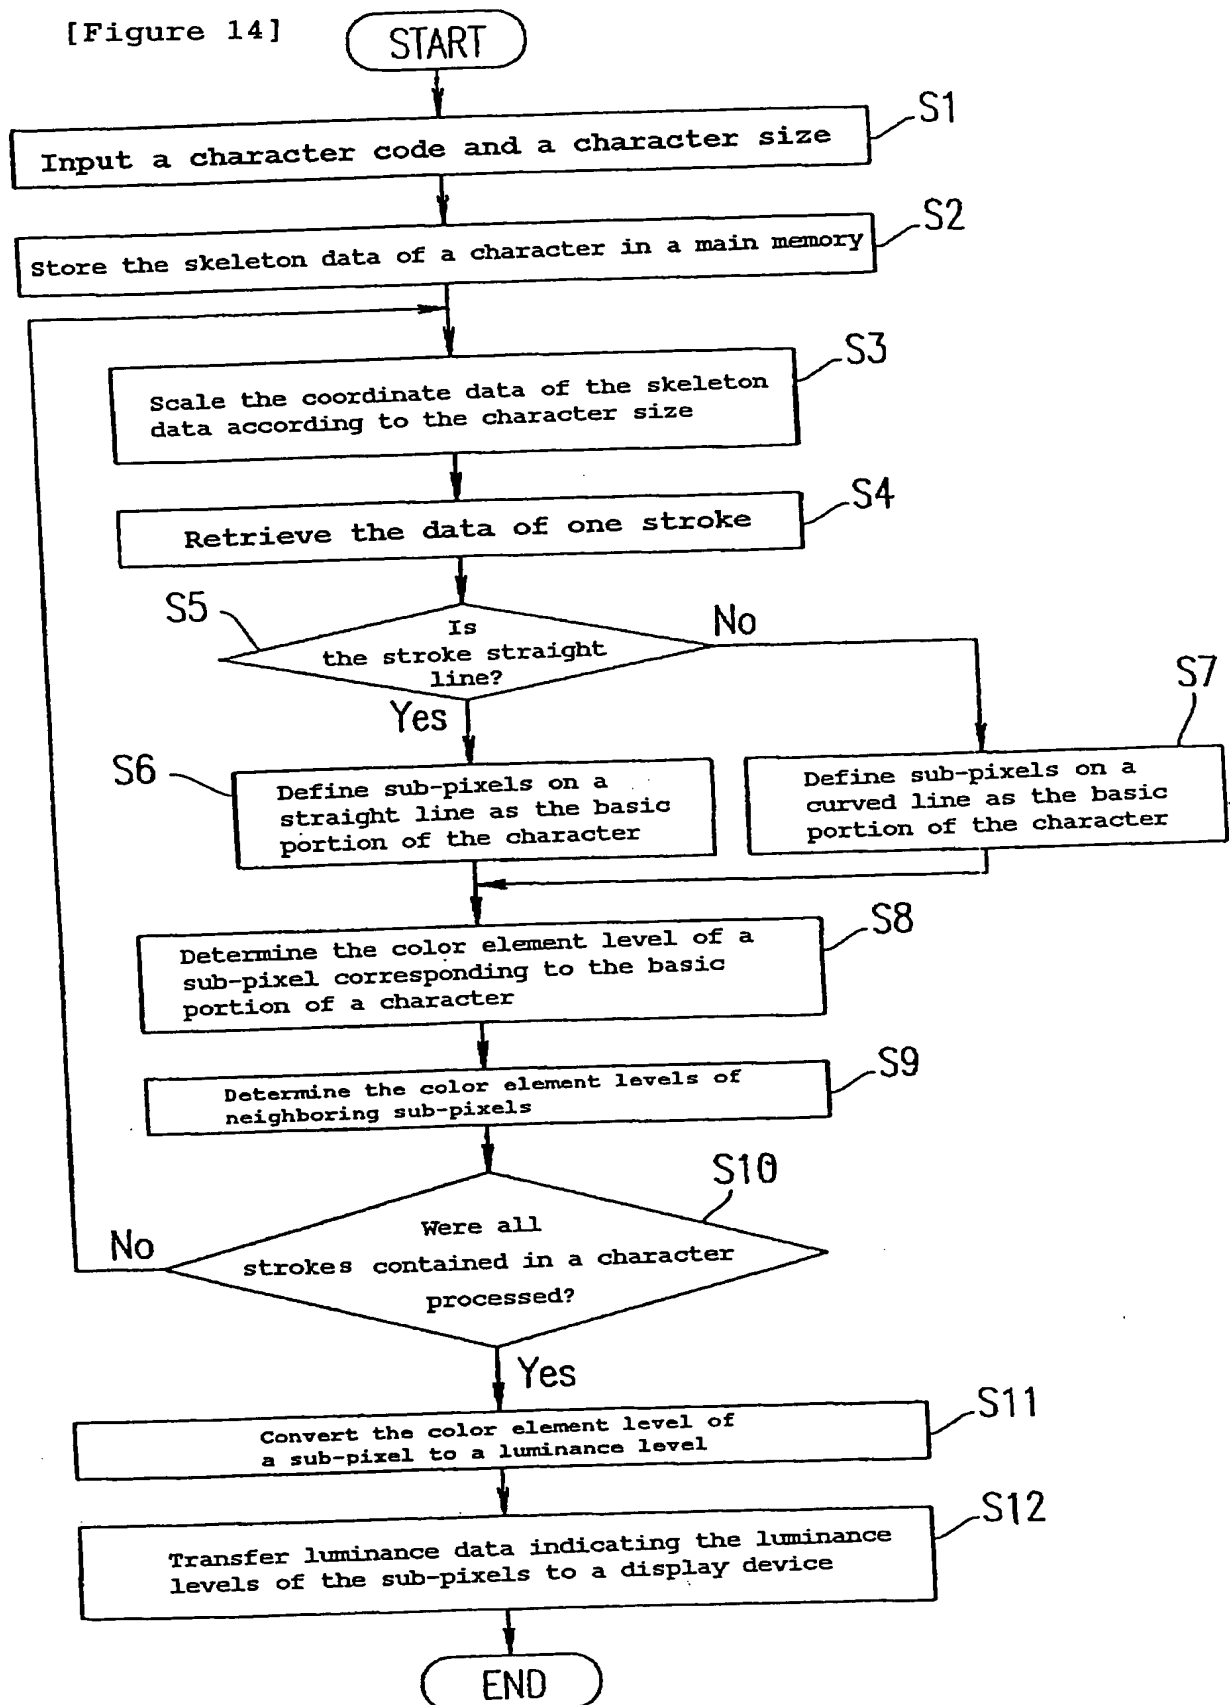 [Figure 14]
START
S1
Input a character code and a character size
S2
Store the skeleton data of a character in a main memory
S3
Scale the coordinate data of the skeleton
data according to the character size
S4
Retrieve the data of one stroke
S5
Is
the stroke straight
line?
No
Yes
S6
Define sub-pixels on a
straight line as the basic
portion of the character
S7
Define sub-pixels on a
curved line as the basic
portion of the character
S8
Determine the color element level of a
sub-pixel corresponding to the basic
portion of a character
S9
Determine the color element levels of
neighboring sub-pixels
S10
Were all
strokes contained in a character
processed?
No
Yes
S11
Convert the color element level of
a sub-pixel to a luminance level
S12
Transfer luminance data indicating the luminance
levels of the sub-pixels to a display device
END